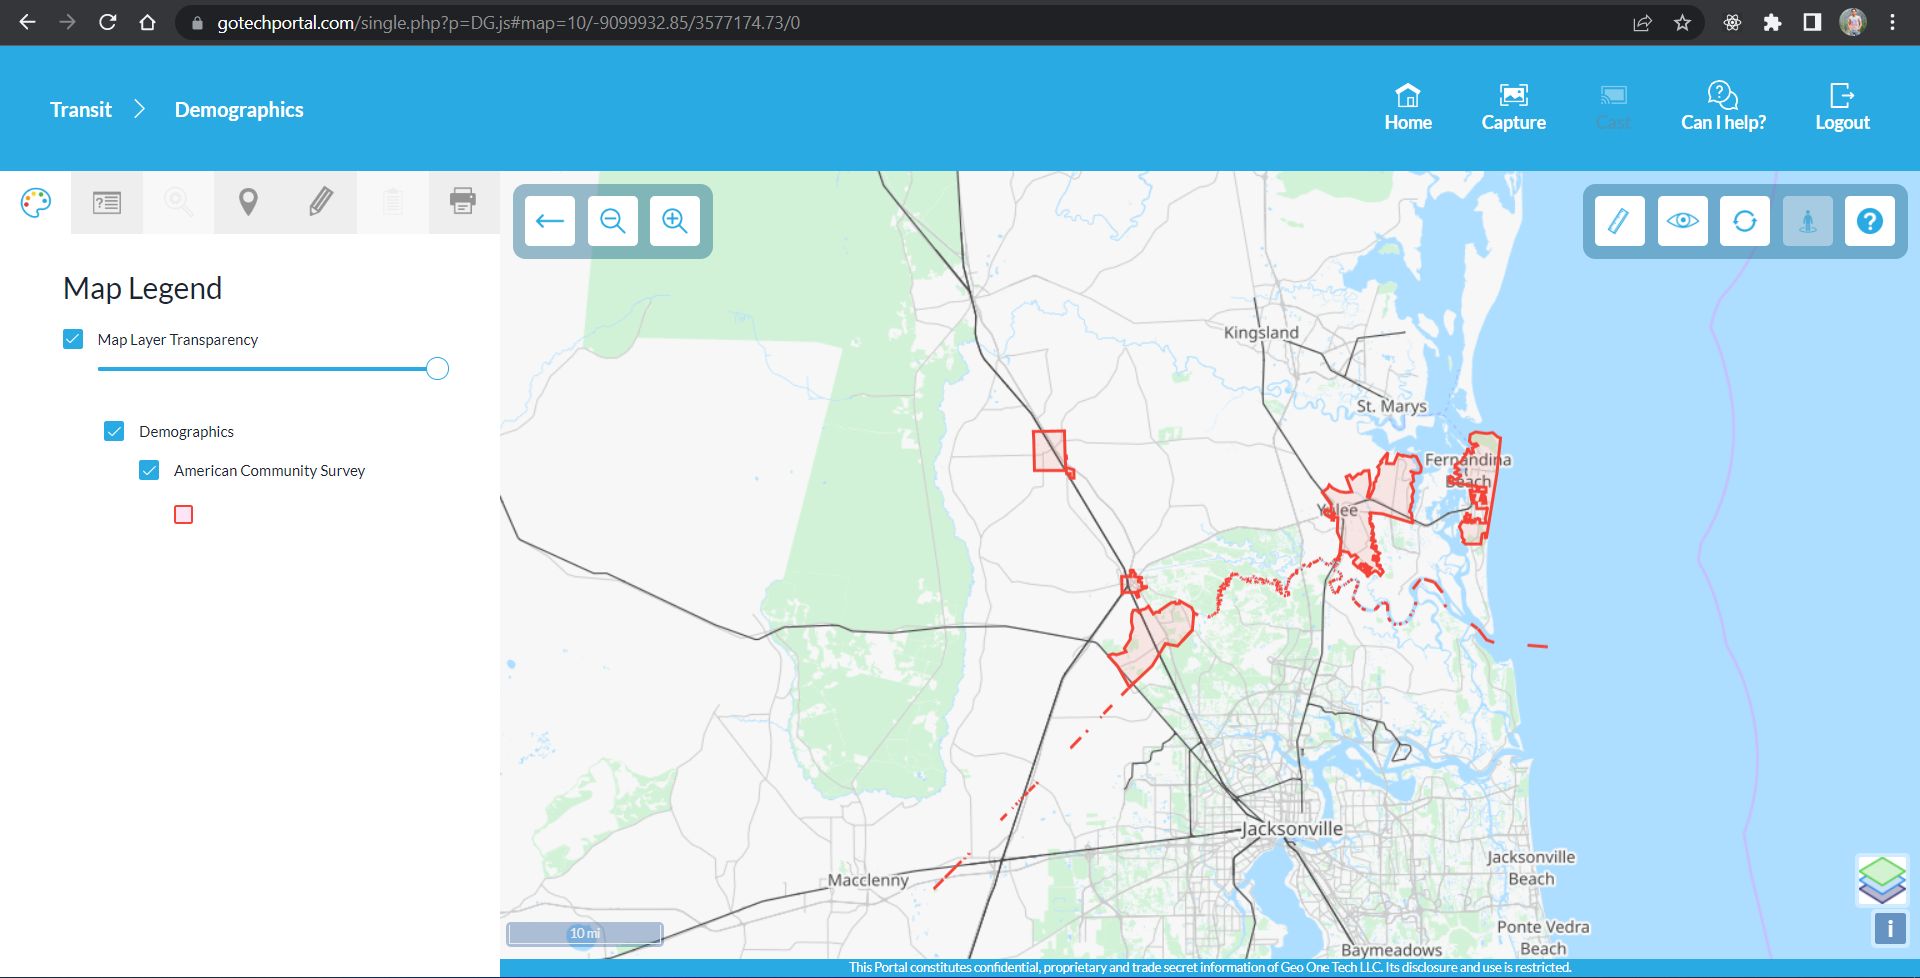 gotechportal.com/single.php?p=DG.js#map=10/-9099932.85/3577174.73/0
Transit
Demographics
Home
Capture
Cast
Can I help?
Logout
Map Legend
Map Layer Transparency
Demographics
American Community Survey
Kingsland
St. Marys
Fernandina
Beach
Yulee
Jacksonville
Macclenny
Jacksonville
Beach
Ponte Vedra
Beach
Baymeadows
10 mi
i
This Portal constitutes confidential, proprietary and trade secret information of Geo One Tech LLC. Its disclosure and use is restricted.